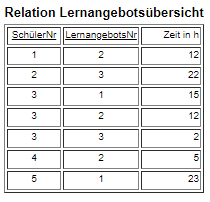 Relation Lernangebotsübersicht
SchülerNr LernangebotsNr Zeit in h
1 2 12
2 3 22
3 1 15
3 2 12
3 3 2
4 2 5
5 1 23